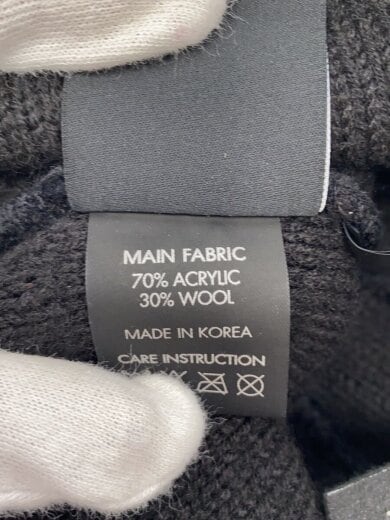 MAIN FABRIC
70% ACRYLIC
30% WOOL
MADE IN KOREA
CARE INSTRUCTION